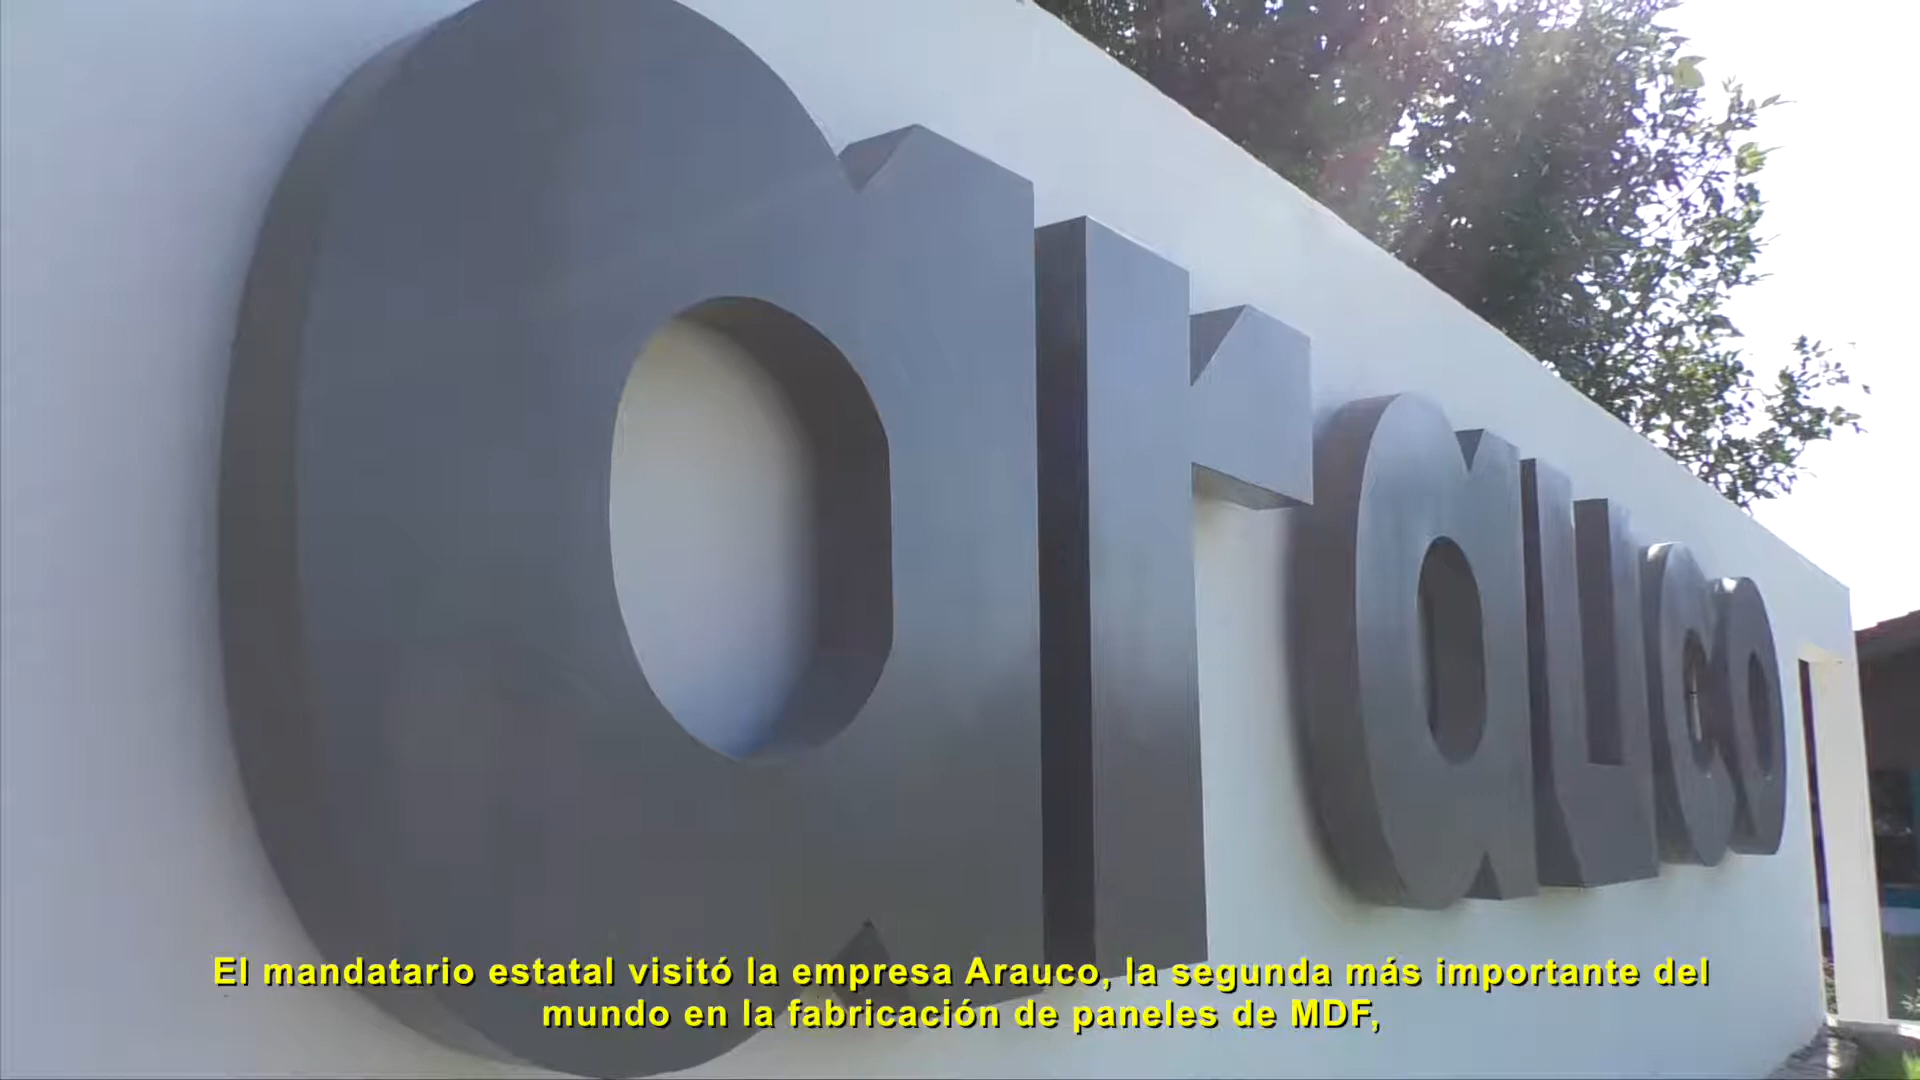 arauco
El mandatario estatal visitó la empresa Arauco, la segunda más importante del
mundo en la fabricación de paneles de MDF,